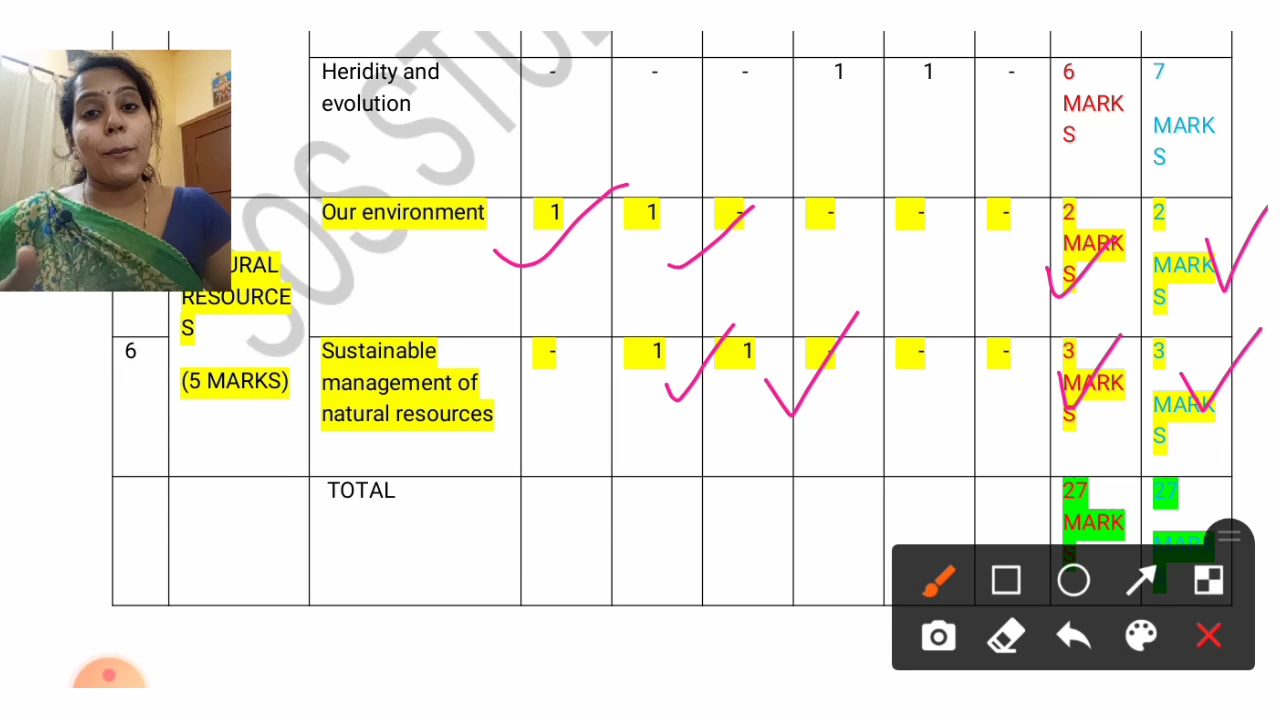 Heridity and
evolution
- - - 1 1 -
6
MARK
S
7
MARK
S
Our environment
1 1 - - - -
2
MARK
S
2
MARK
S
URAL
RESOURCE
S
(5 MARKS)
6
Sustainable
management of
natural resources
- 1 1 - - -
3
MARK
S
3
MARK
S
TOTAL
27
MARK
S
27
MARK